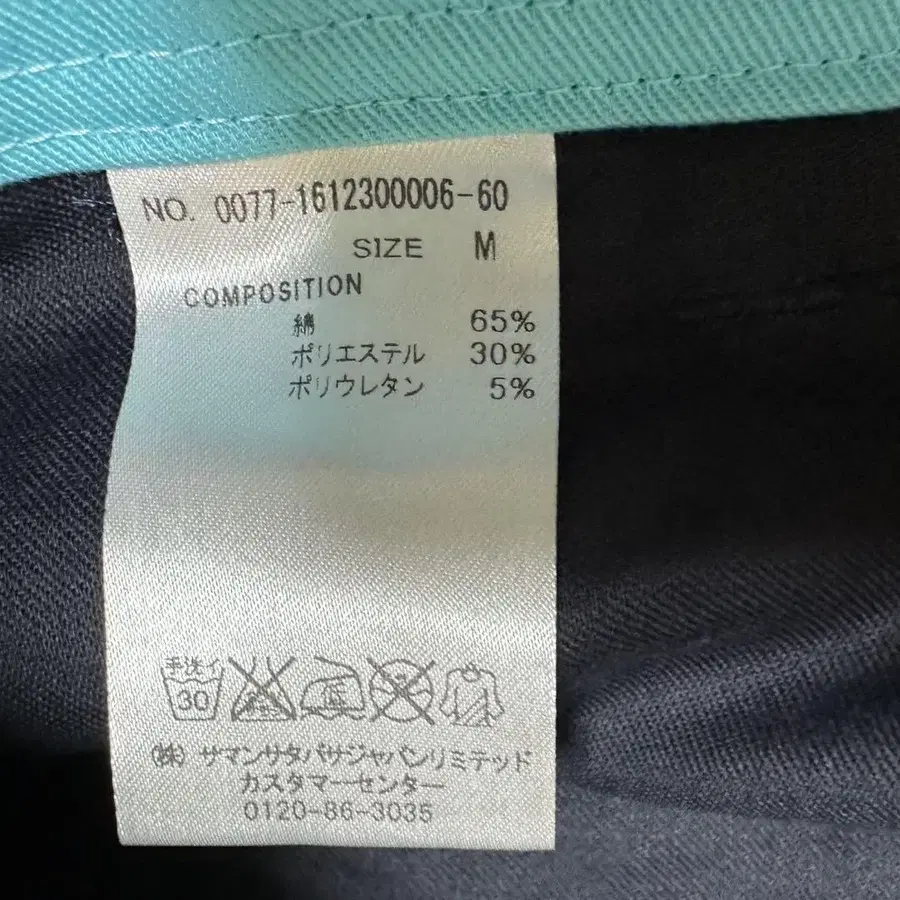 NO. 0077-1612300006-60
SIZE M
COMPOSITION
綿 65%
ポリエステル 30%
ポリウレタン 5%
手洗イ
30
(株) サマンサタバサジャパンリミテッド
カスタマーセンター
0120-86-3035